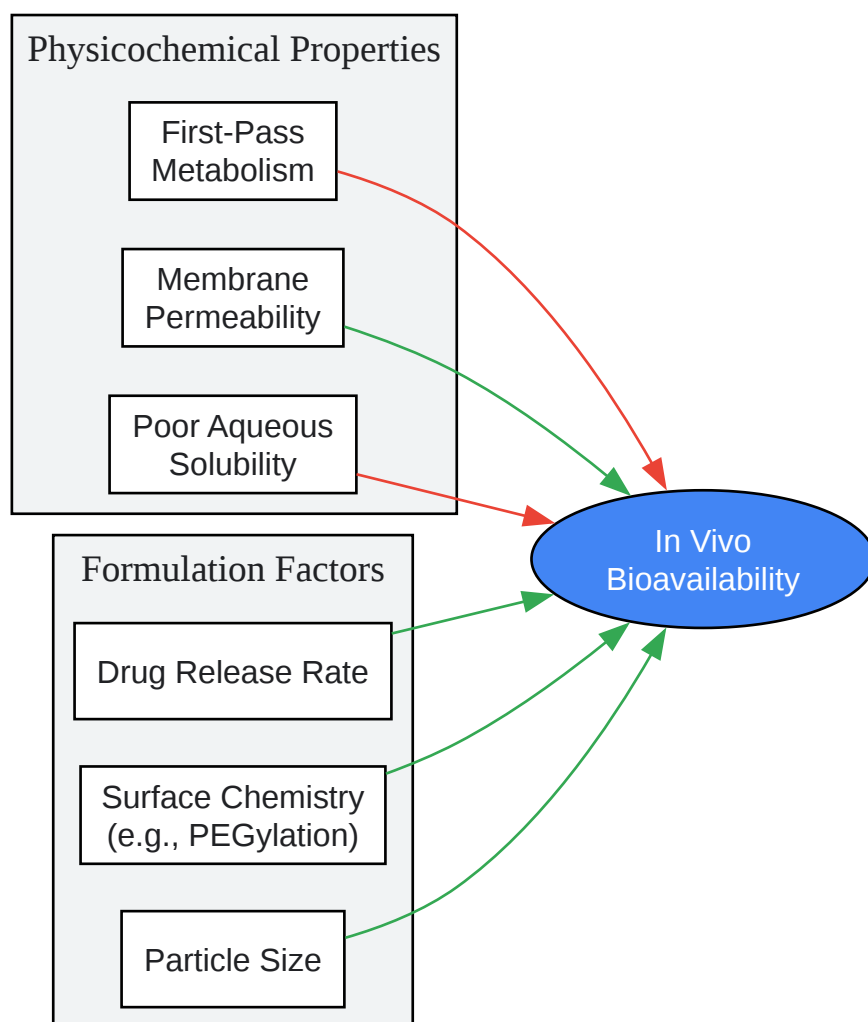 Physicochemical Properties
First-Pass
Metabolism
Membrane
Permeability
Poor Aqueous
Solubility
In Vivo
Bioavailability
Formulation Factors
Drug Release Rate
Surface Chemistry
(e.g., PEGylation)
Particle Size